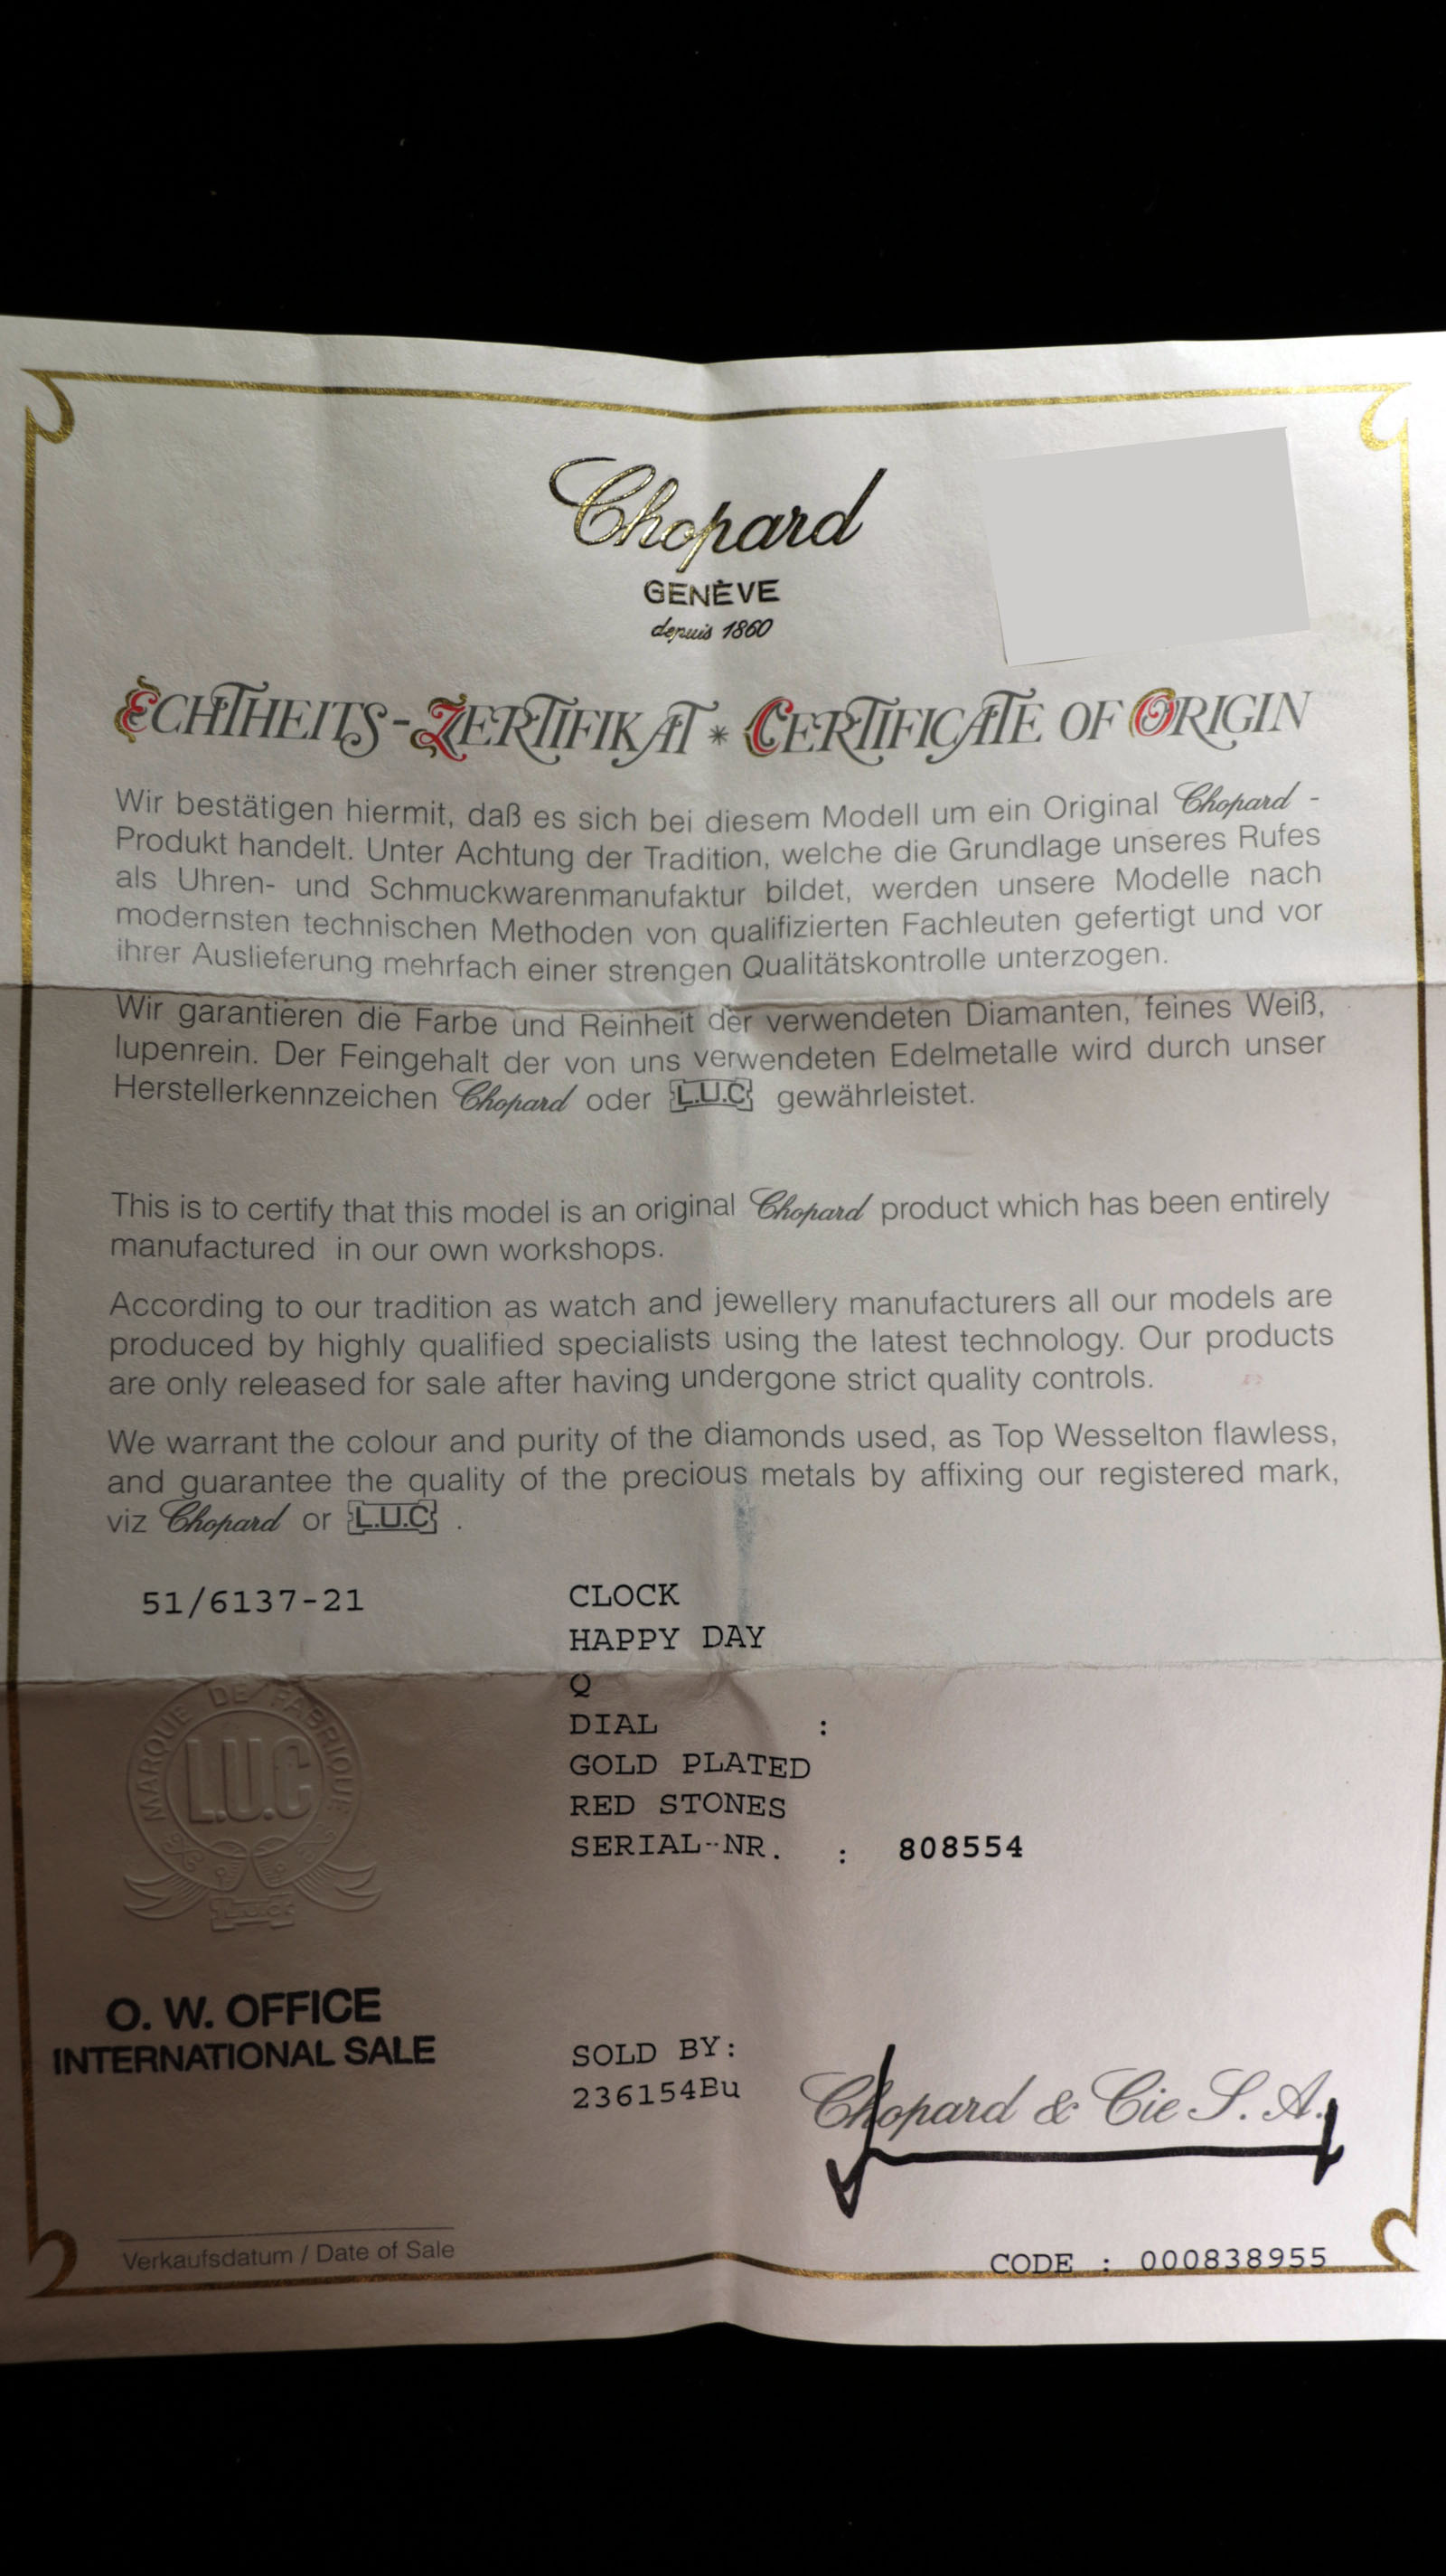 Chopard
GENÈVE
depuis 1860
ECHTHEITS-ZERTIFIKAT * CERTIFICATE OF ORIGIN
Wir bestätigen hiermit, daß es sich bei diesem Modell um ein Original Chopard -
Produkt handelt. Unter Achtung der Tradition, welche die Grundlage unseres Rufes
als Uhren- und Schmuckwarenmanufaktur bildet, werden unsere Modelle nach
modernsten technischen Methoden von qualifizierten Fachleuten gefertigt und vor
ihrer Auslieferung mehrfach einer strengen Qualitätskontrolle unterzogen.
Wir garantieren die Farbe und Reinheit der verwendeten Diamanten, feines Weiß,
lupenrein. Der Feingehalt der von uns verwendeten Edelmetalle wird durch unser
Herstellerkennzeichen Chopard oder L.U.C gewährleistet.
This is to certify that this model is an original Chopard product which has been entirely
manufactured in our own workshops.
According to our tradition as watch and jewellery manufacturers all our models are
produced by highly qualified specialists using the latest technology. Our products
are only released for sale after having undergone strict quality controls.
We warrant the colour and purity of the diamonds used, as Top Wesselton flawless,
and guarantee the quality of the precious metals by affixing our registered mark,
viz Chopard or L.U.C .
51/6137-21 CLOCK
HAPPY DAY
Q
DIAL :
GOLD PLATED
RED STONES
SERIAL-NR. : 808554
MARQUE DE FABRIQUE
L.U.C
L.U.C
O. W. OFFICE
INTERNATIONAL SALE
SOLD BY:
236154Bu
Chopard & Cie S. A.
Verkaufsdatum / Date of Sale
CODE : 000838955